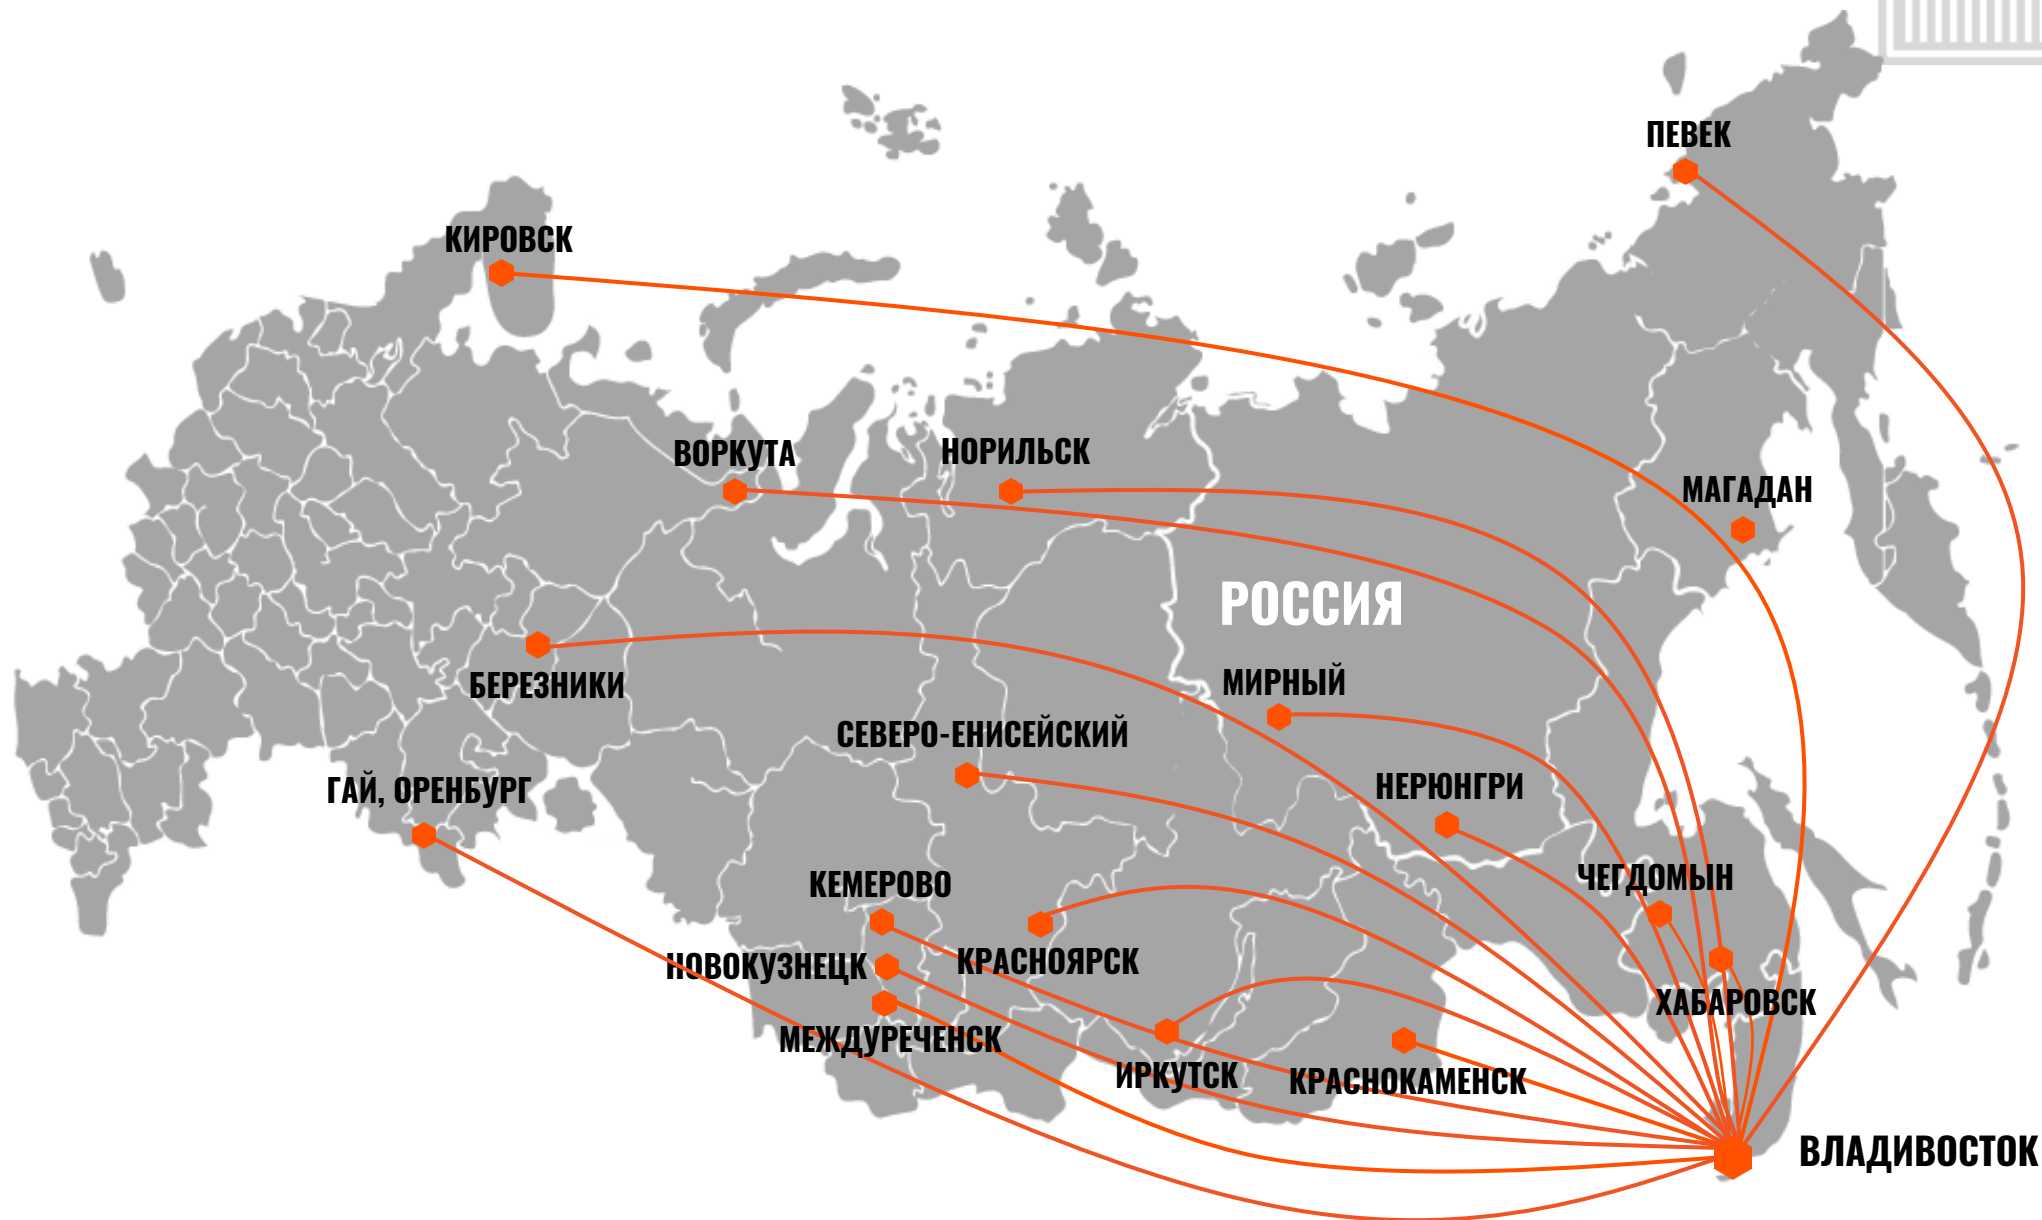 ПЕВЕК
КИРОВСК
ВОРКУТА
НОРИЛЬСК
МАГАДАН
РОССИЯ
БЕРЕЗНИКИ
МИРНЫЙ
СЕВЕРО-ЕНИСЕЙСКИЙ
ГАЙ, ОРЕНБУРГ
НЕРЮНГРИ
КЕМЕРОВО
ЧЕГДОМЫН
НОВОКУЗНЕЦК
КРАСНОЯРСК
ХАБАРОВСК
МЕЖДУРЕЧЕНСК
ИРКУТСК
КРАСНОКАМЕНСК
ВЛАДИВОСТОК